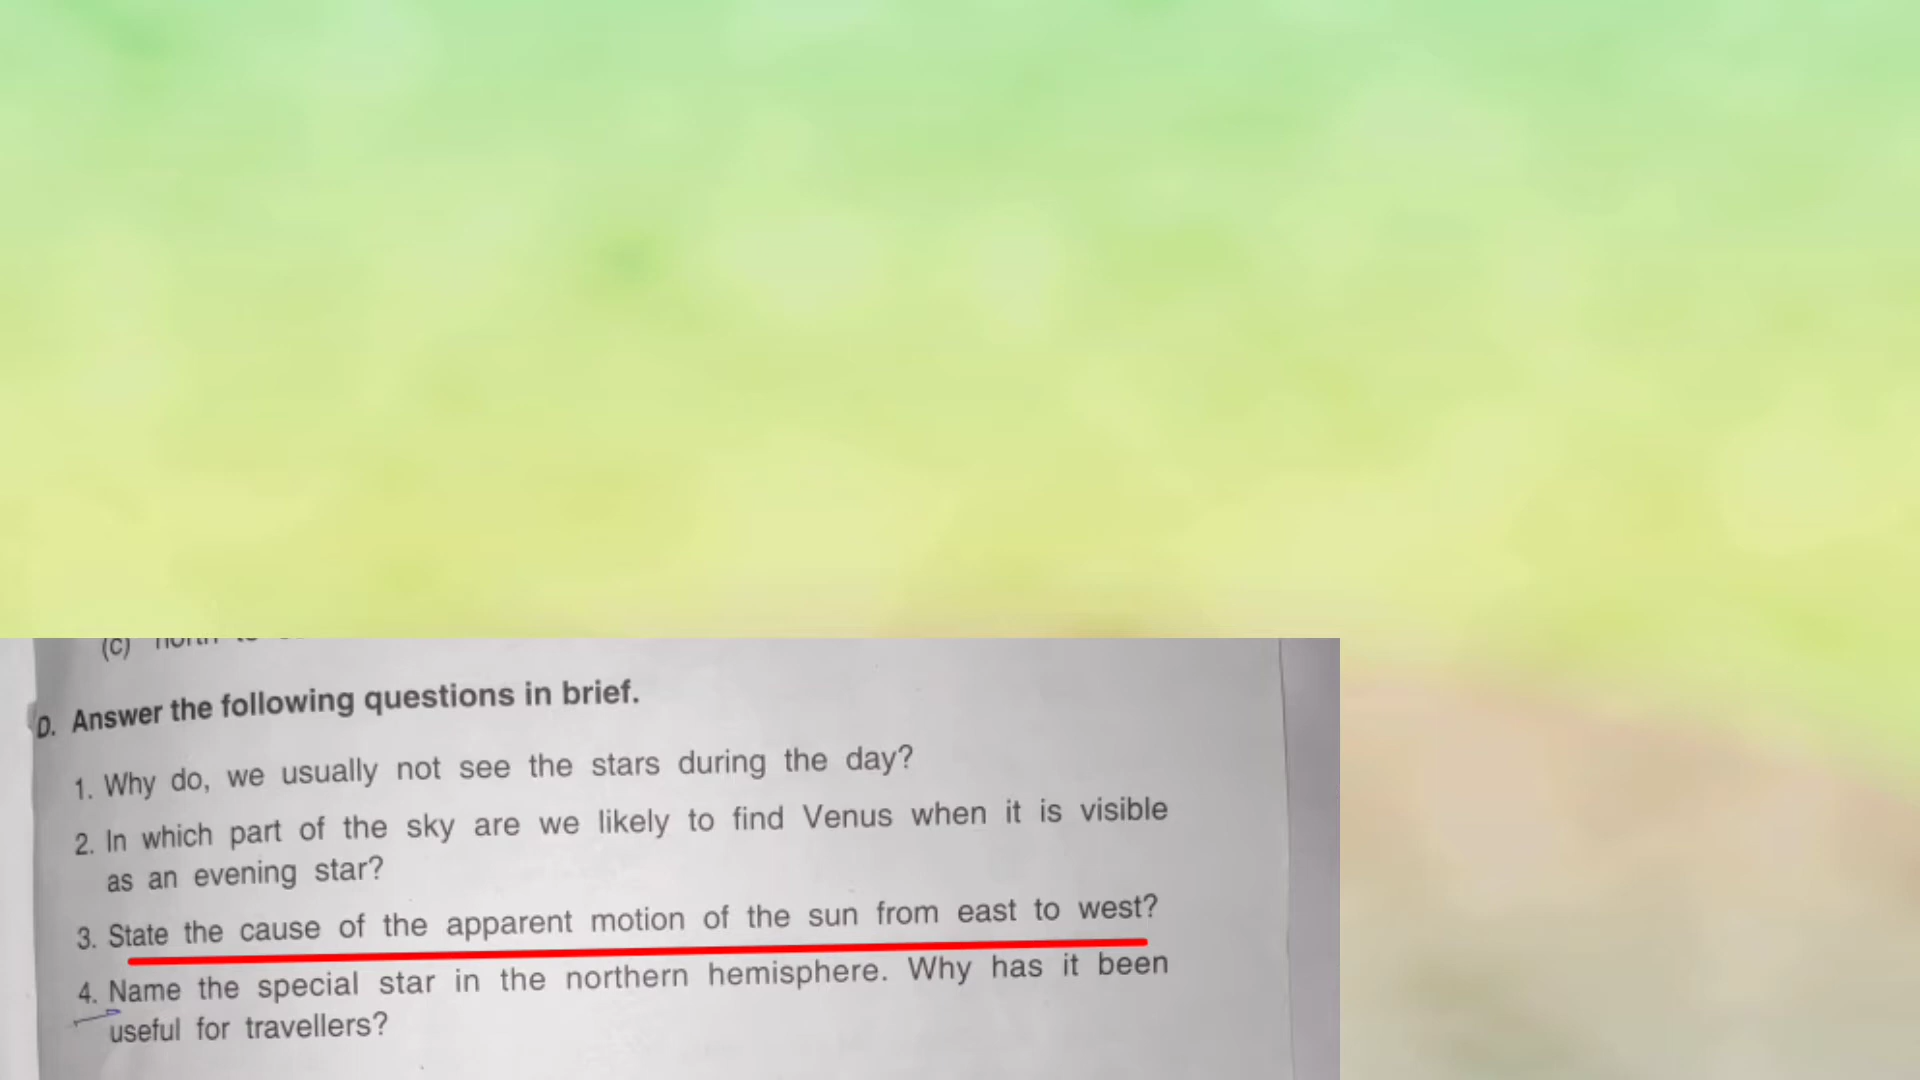 (c) north to
D. Answer the following questions in brief.
1. Why do, we usually not see the stars during the day?
2. In which part of the sky are we likely to find Venus when it is visible
as an evening star?
3. State the cause of the apparent motion of the sun from east to west?
4. Name the special star in the northern hemisphere. Why has it been
useful for travellers?